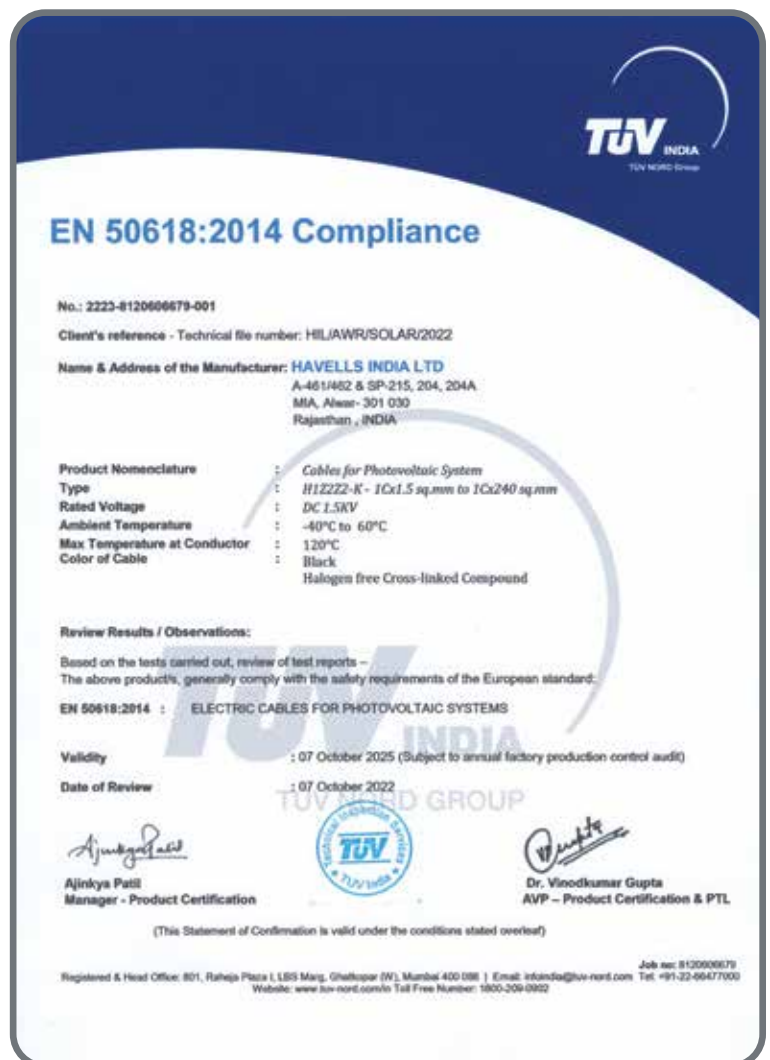 TÜV INDIA
TÜV NORD Group
EN 50618:2014 Compliance
No.: 2223-8120606679-001
Client's reference - Technical file number: HIL/AWR/SOLAR/2022
Name & Address of the Manufacturer: HAVELLS INDIA LTD
A-461/462 & SP-215, 204, 204A
MIA, Alwar- 301 030
Rajasthan , INDIA
Product Nomenclature : Cables for Photovoltaic System
Type : H1Z2Z2-K - 1Cx1.5 sq.mm to 1Cx240 sq.mm
Rated Voltage : DC 1.5KV
Ambient Temperature : -40°C to 60°C
Max Temperature at Conductor : 120°C
Color of Cable : Black
Halogen free Cross-linked Compound
Review Results / Observations:
Based on the tests carried out, review of test reports –
The above product/s, generally comply with the safety requirements of the European standard:
EN 50618:2014 : ELECTRIC CABLES FOR PHOTOVOLTAIC SYSTEMS
TÜV INDIA
Validity : 07 October 2025 (Subject to annual factory production control audit)
Date of Review : 07 October 2022
TÜV NORD GROUP
Technical Inspection Services
TÜV
TUV India
Ajinkya Patil
Manager - Product Certification
Dr. Vinodkumar Gupta
AVP – Product Certification & PTL
(This Statement of Confirmation is valid under the conditions stated overleaf)
Job no: 8120606679
Registered & Head Office: 801, Raheja Plaza I, LBS Marg, Ghatkopar (W), Mumbai 400 086 | Email: infoindia@tuv-nord.com Tel: +91-22-66477000
Website: www.tuv-nord.com/in Toll Free Number: 1800-209-0902